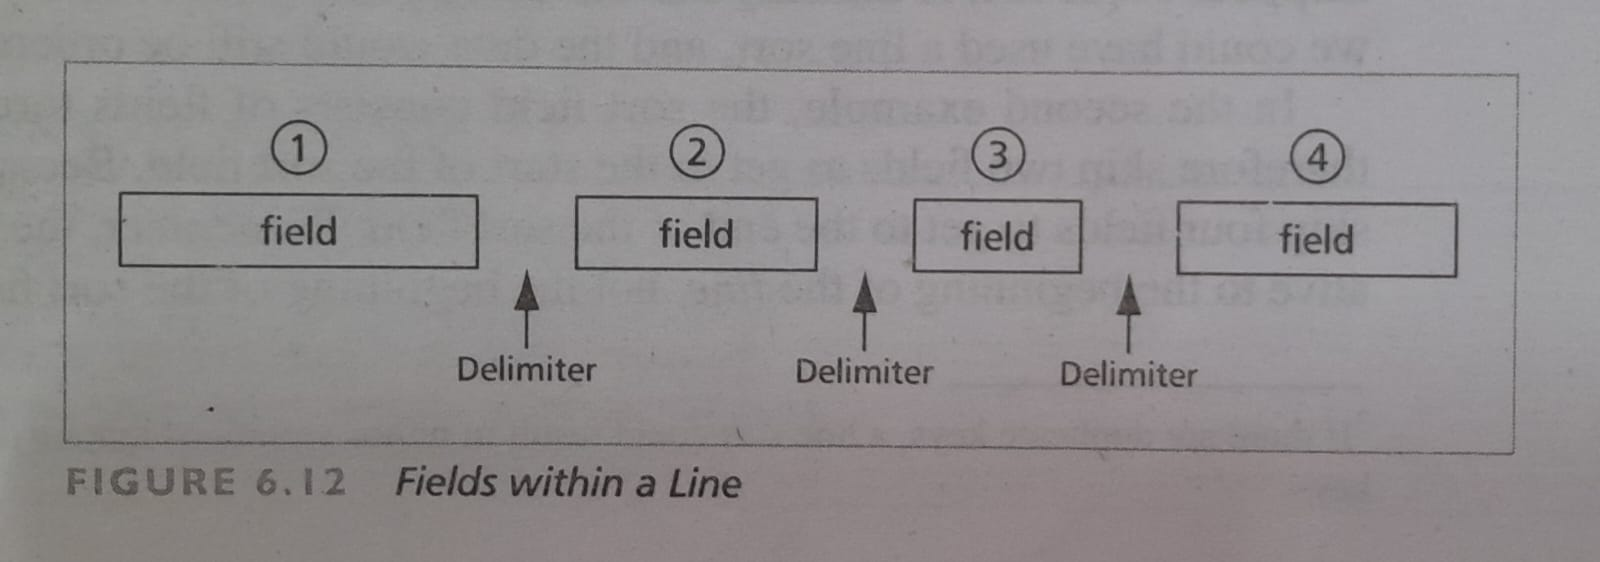 ① ② ③ ④
field field field field
Delimiter Delimiter Delimiter
FIGURE 6.12 Fields within a Line